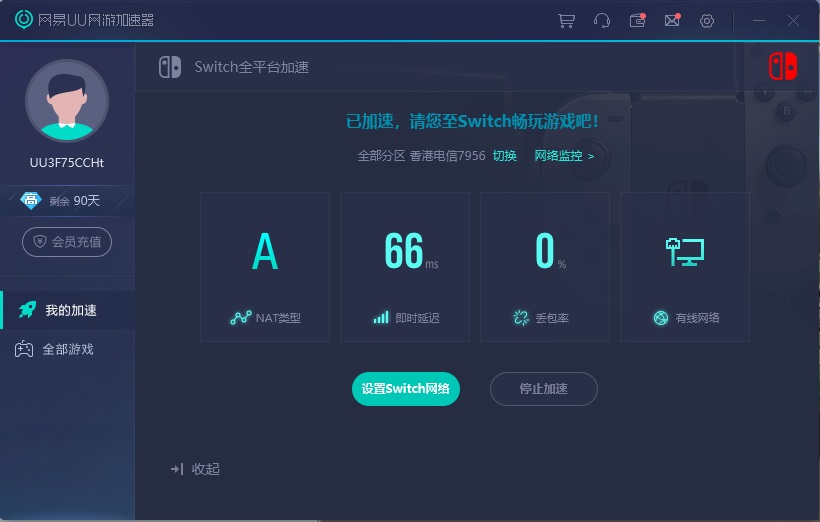 网易UU网游加速器
Switch全平台加速
UU3F75CCHt
高 剩余 90天
会员充值
我的加速
全部游戏
已加速，请您至Switch畅玩游戏吧！
全部分区 香港电信7956 切换 网络监控 >
A
NAT类型
66 ms
即时延迟
0 %
丢包率
有线网络
设置Switch网络
停止加速
收起
B